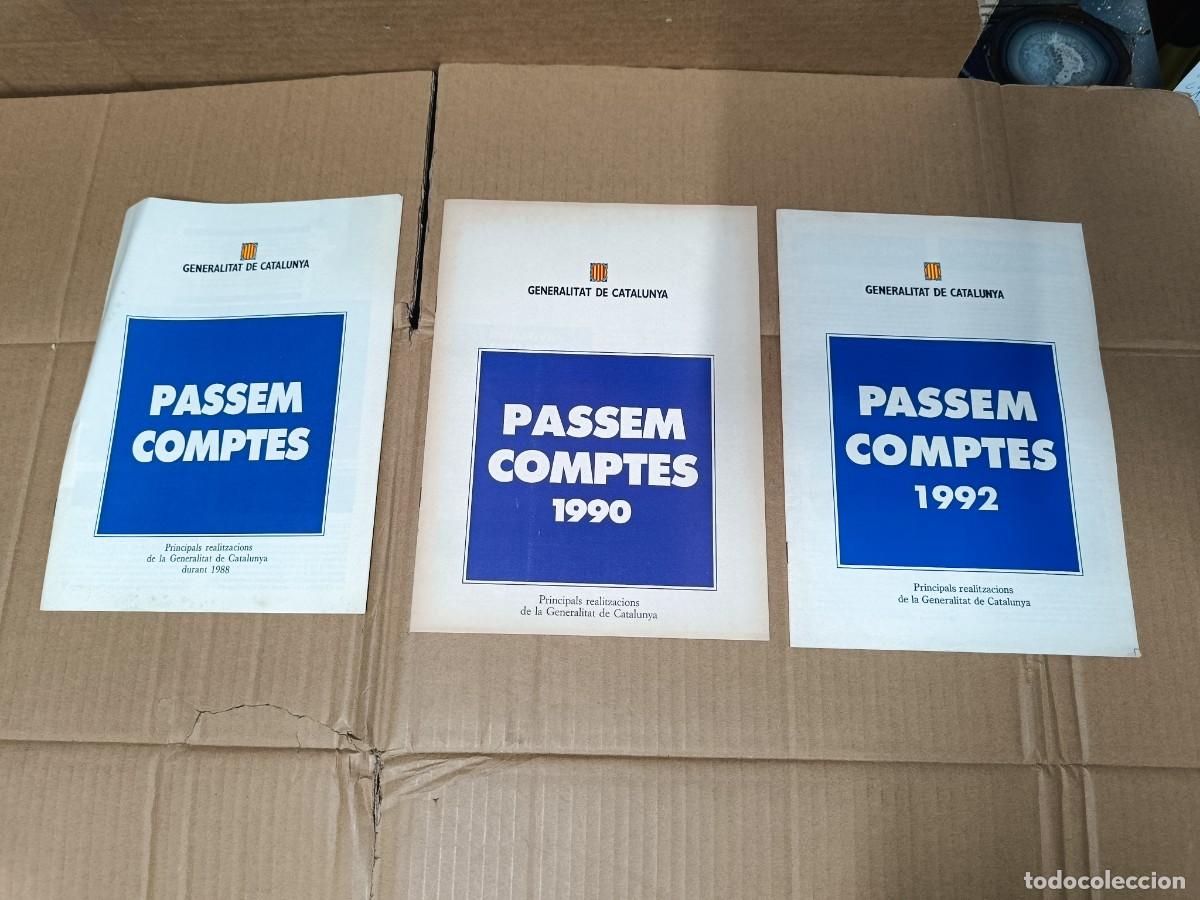 GENERALITAT DE CATALUNYA
PASSEM
COMPTES
Principals realitzacions
de la Generalitat de Catalunya
durant 1988
GENERALITAT DE CATALUNYA
PASSEM
COMPTES
1990
Principals realitzacions
de la Generalitat de Catalunya
GENERALITAT DE CATALUNYA
PASSEM
COMPTES
1992
Principals realitzacions
de la Generalitat de Catalunya
todocoleccion